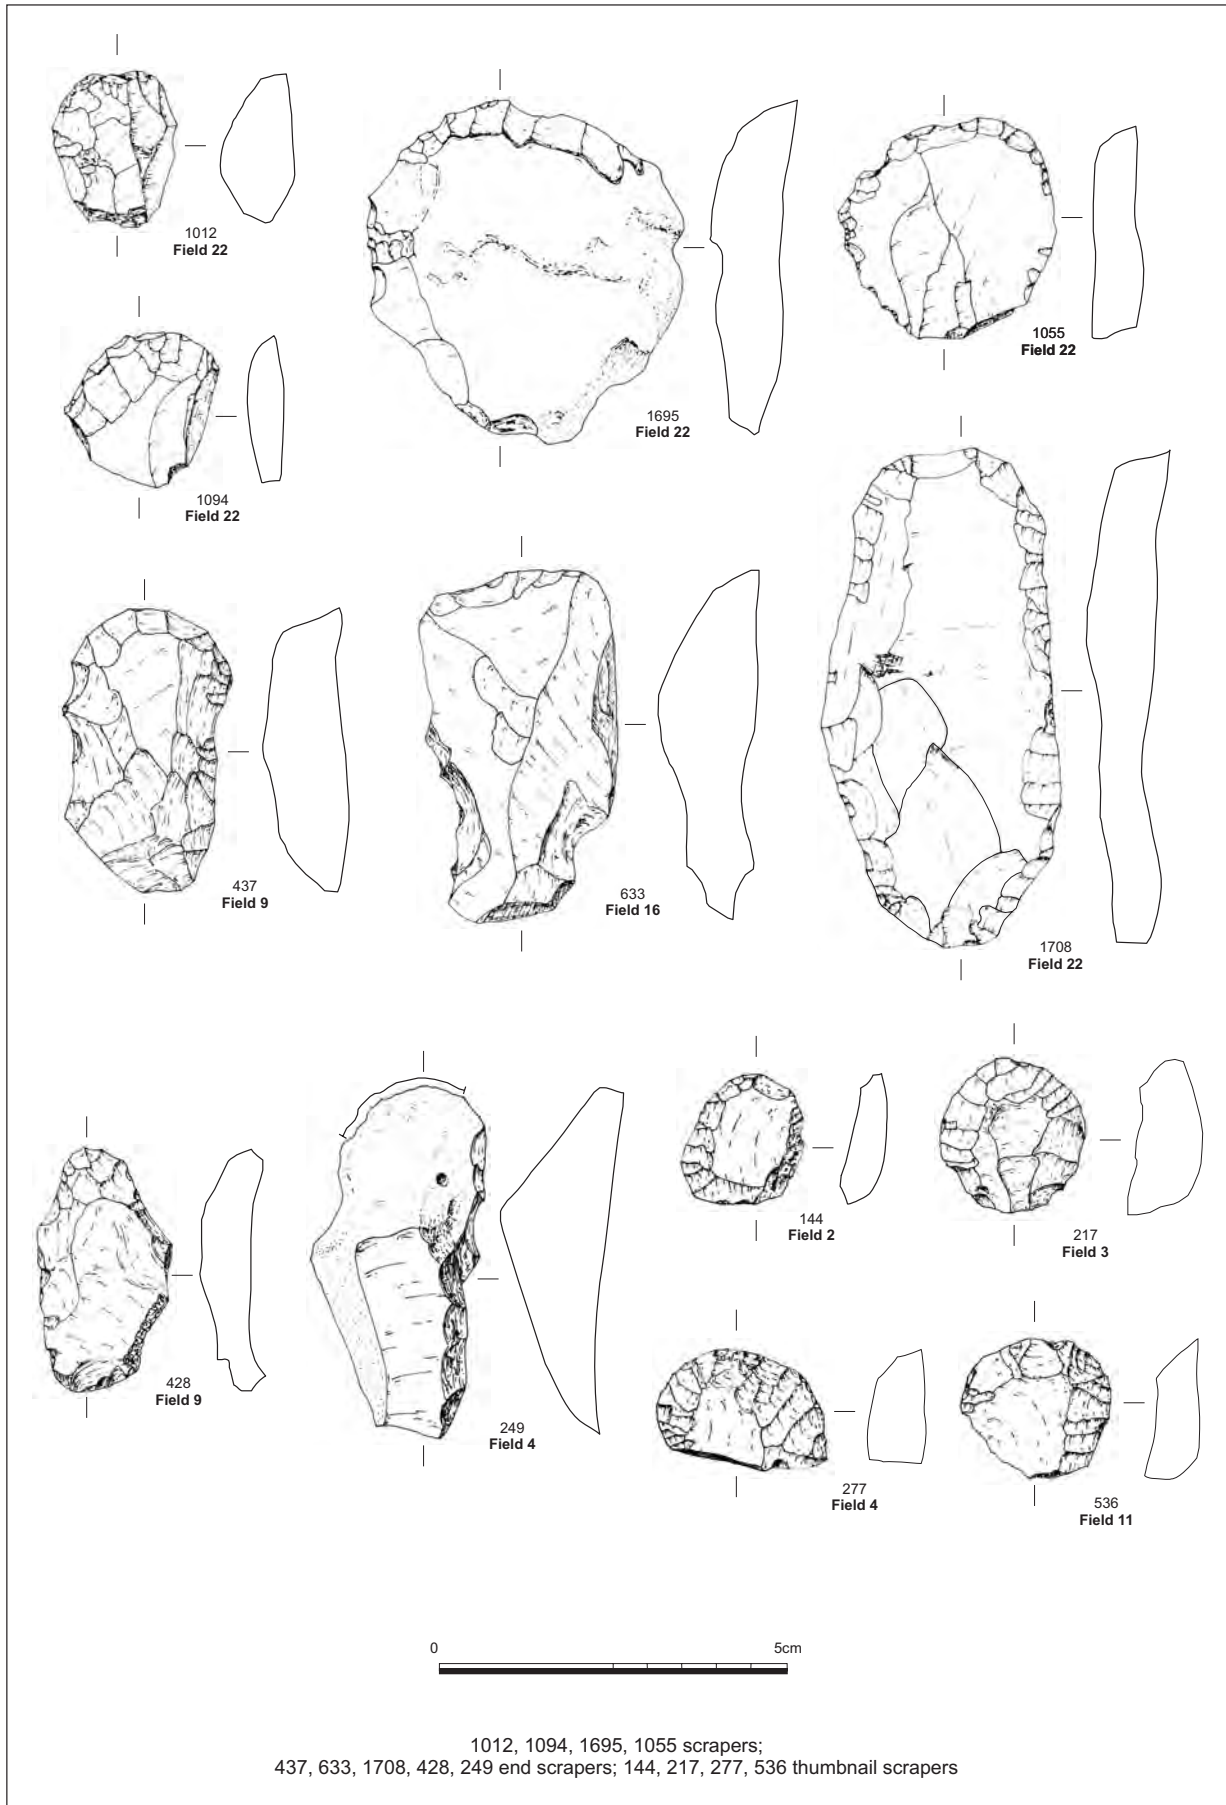 1012
Field 22
1695
Field 22
1055
Field 22
1094
Field 22
437
Field 9
633
Field 16
1708
Field 22
428
Field 9
249
Field 4
144
Field 2
217
Field 3
277
Field 4
536
Field 11
0 5cm
1012, 1094, 1695, 1055 scrapers;
437, 633, 1708, 428, 249 end scrapers; 144, 217, 277, 536 thumbnail scrapers